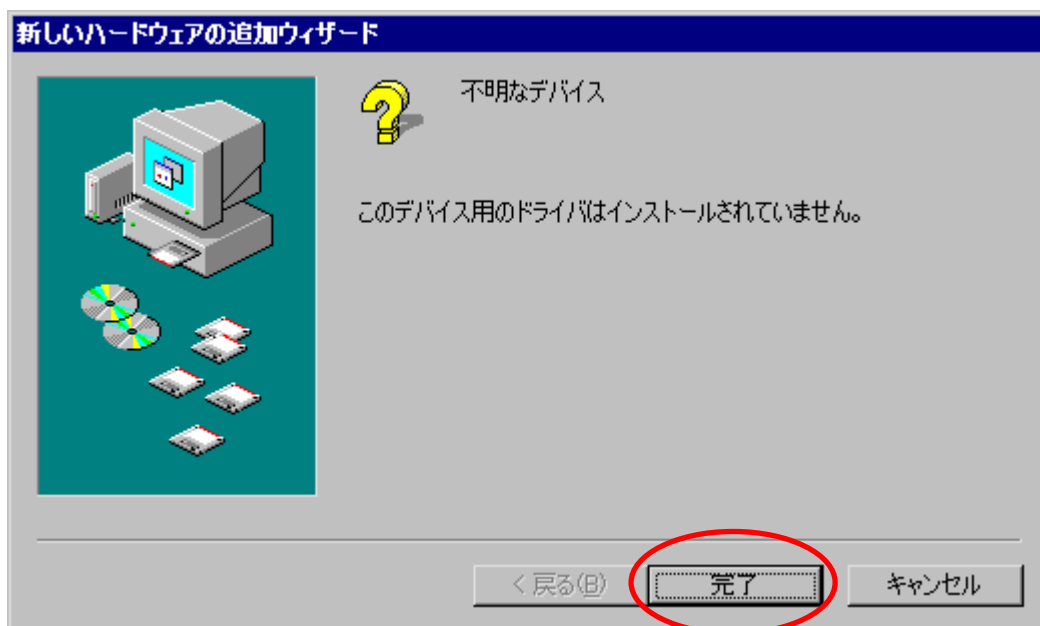 新しいハードウェアの追加ウィザード
不明なデバイス
このデバイス用のドライバはインストールされていません。
< 戻る(B) 完了 キャンセル